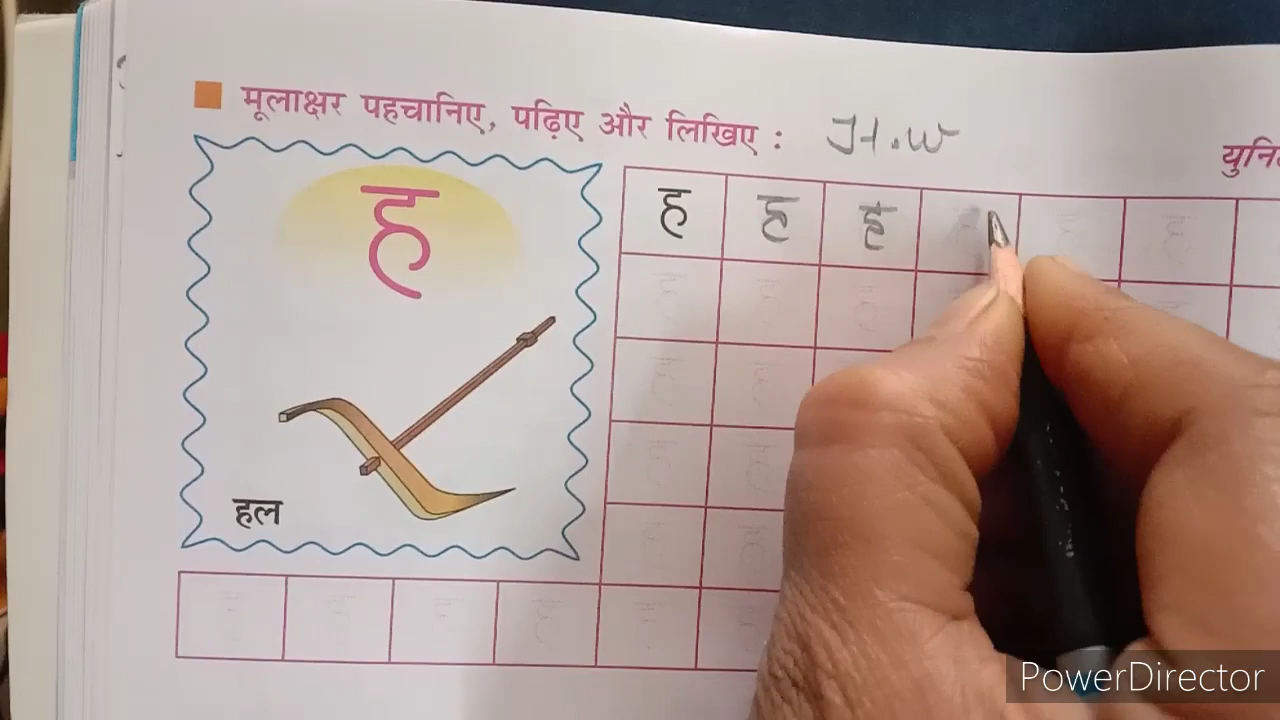 मूलाक्षर पहचानिए, पढ़िए और लिखिए : H.W
ह
ह ह ह
हल
PowerDirector